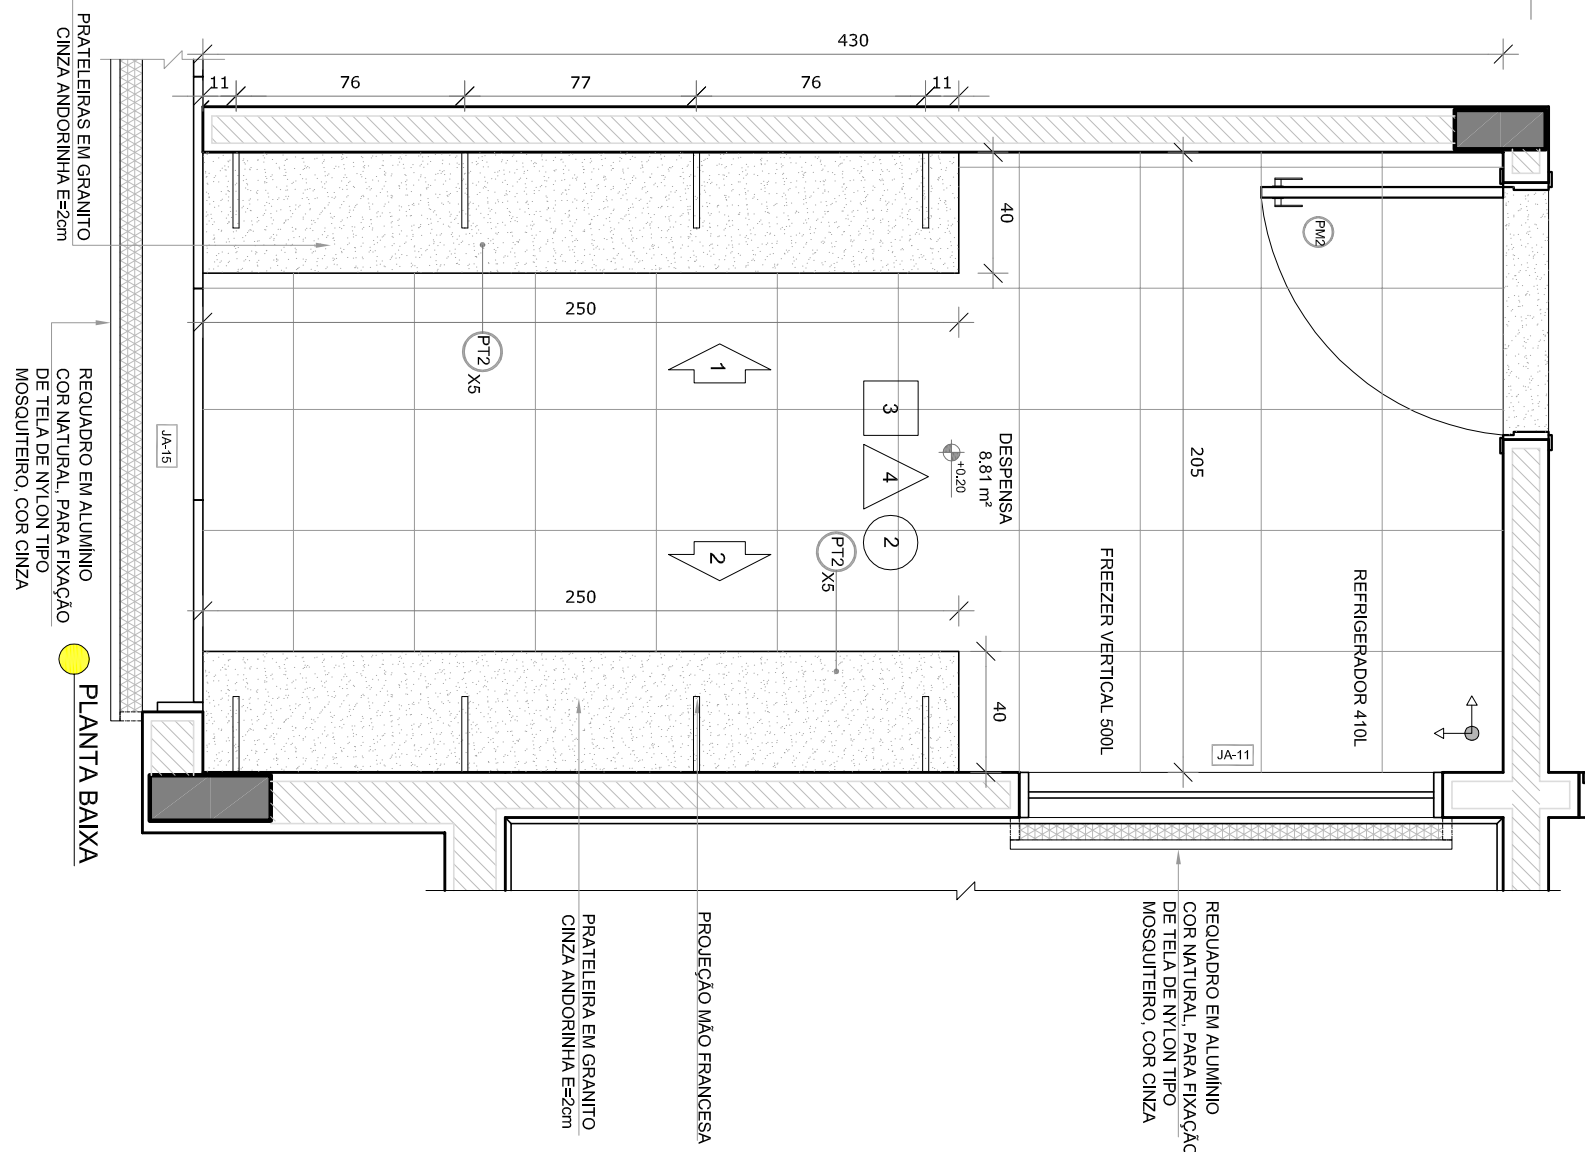 430
11
76
77
76
11
PRATELEIRAS EM GRANITO
CINZA ANDORINHA E=2cm
40
PM2
250
PT2
X5
1
3
4
2
+0.20
DESPENSA
8.81 m²
205
REQUADRO EM ALUMÍNIO
COR NATURAL, PARA FIXAÇÃO
DE TELA DE NYLON TIPO
MOSQUITEIRO, COR CINZA
JA-15
2
PT2
X5
250
FREEZER VERTICAL 500L
REFRIGERADOR 410L
40
JA-11
PLANTA BAIXA
PRATELEIRA EM GRANITO
CINZA ANDORINHA E=2cm
PROJEÇÃO MÃO FRANCESA
REQUADRO EM ALUMÍNIO
COR NATURAL, PARA FIXAÇÃO
DE TELA DE NYLON TIPO
MOSQUITEIRO, COR CINZA